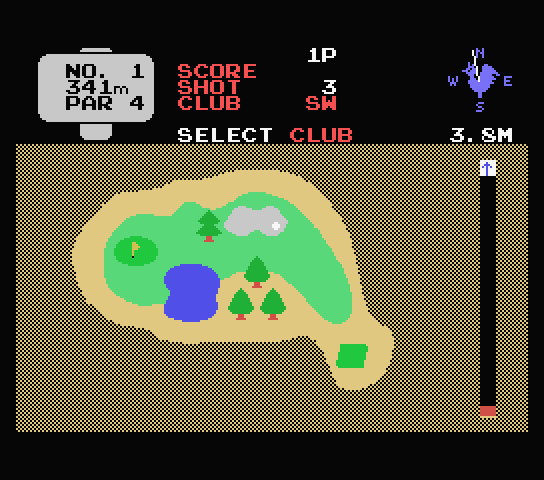 1P
NO. 1
341m
PAR 4
SCORE
SHOT 3
CLUB SW
SELECT CLUB
N
W E
S
3.8M